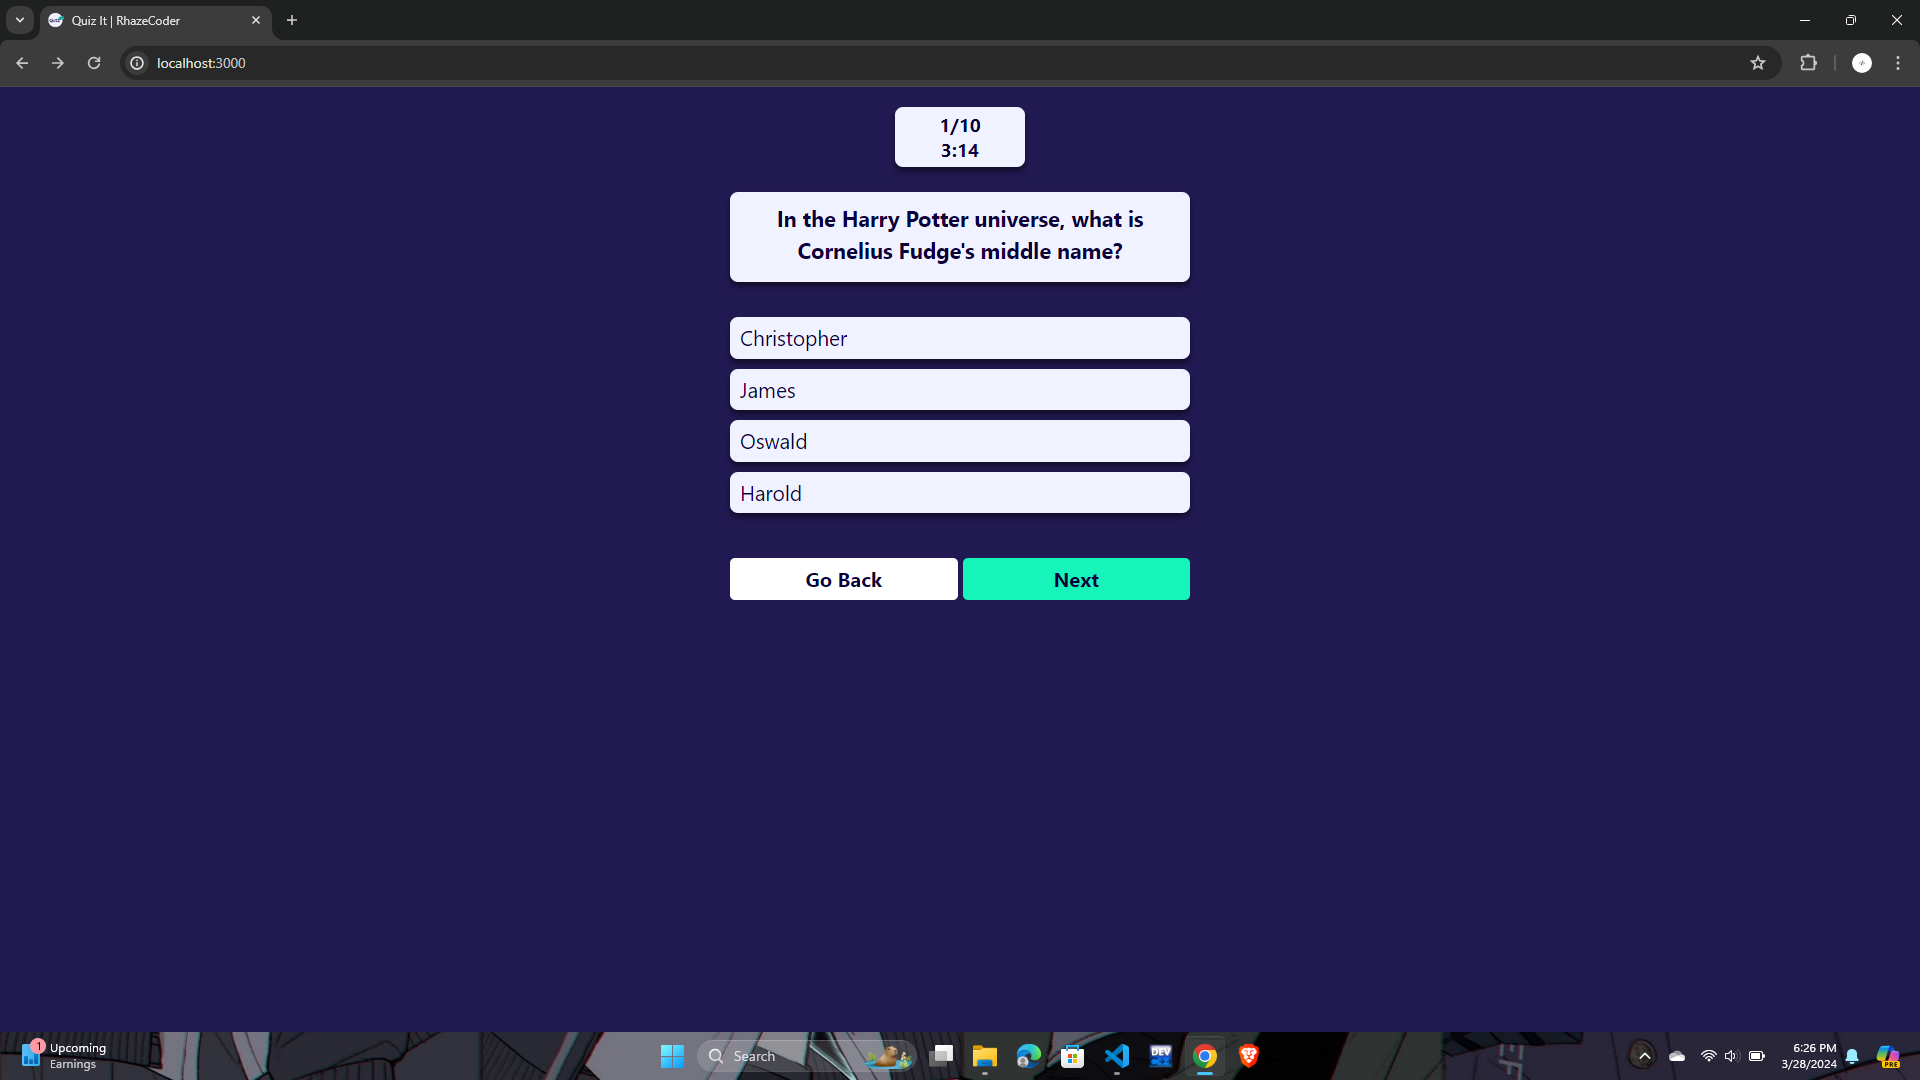 Quiz It | RhazeCoder
localhost:3000
1/10
3:14
In the Harry Potter universe, what is
Cornelius Fudge's middle name?
Christopher
James
Oswald
Harold
Go Back
Next
1
Upcoming
Earnings
Search
DEV
PRE
6:26 PM
3/28/2024